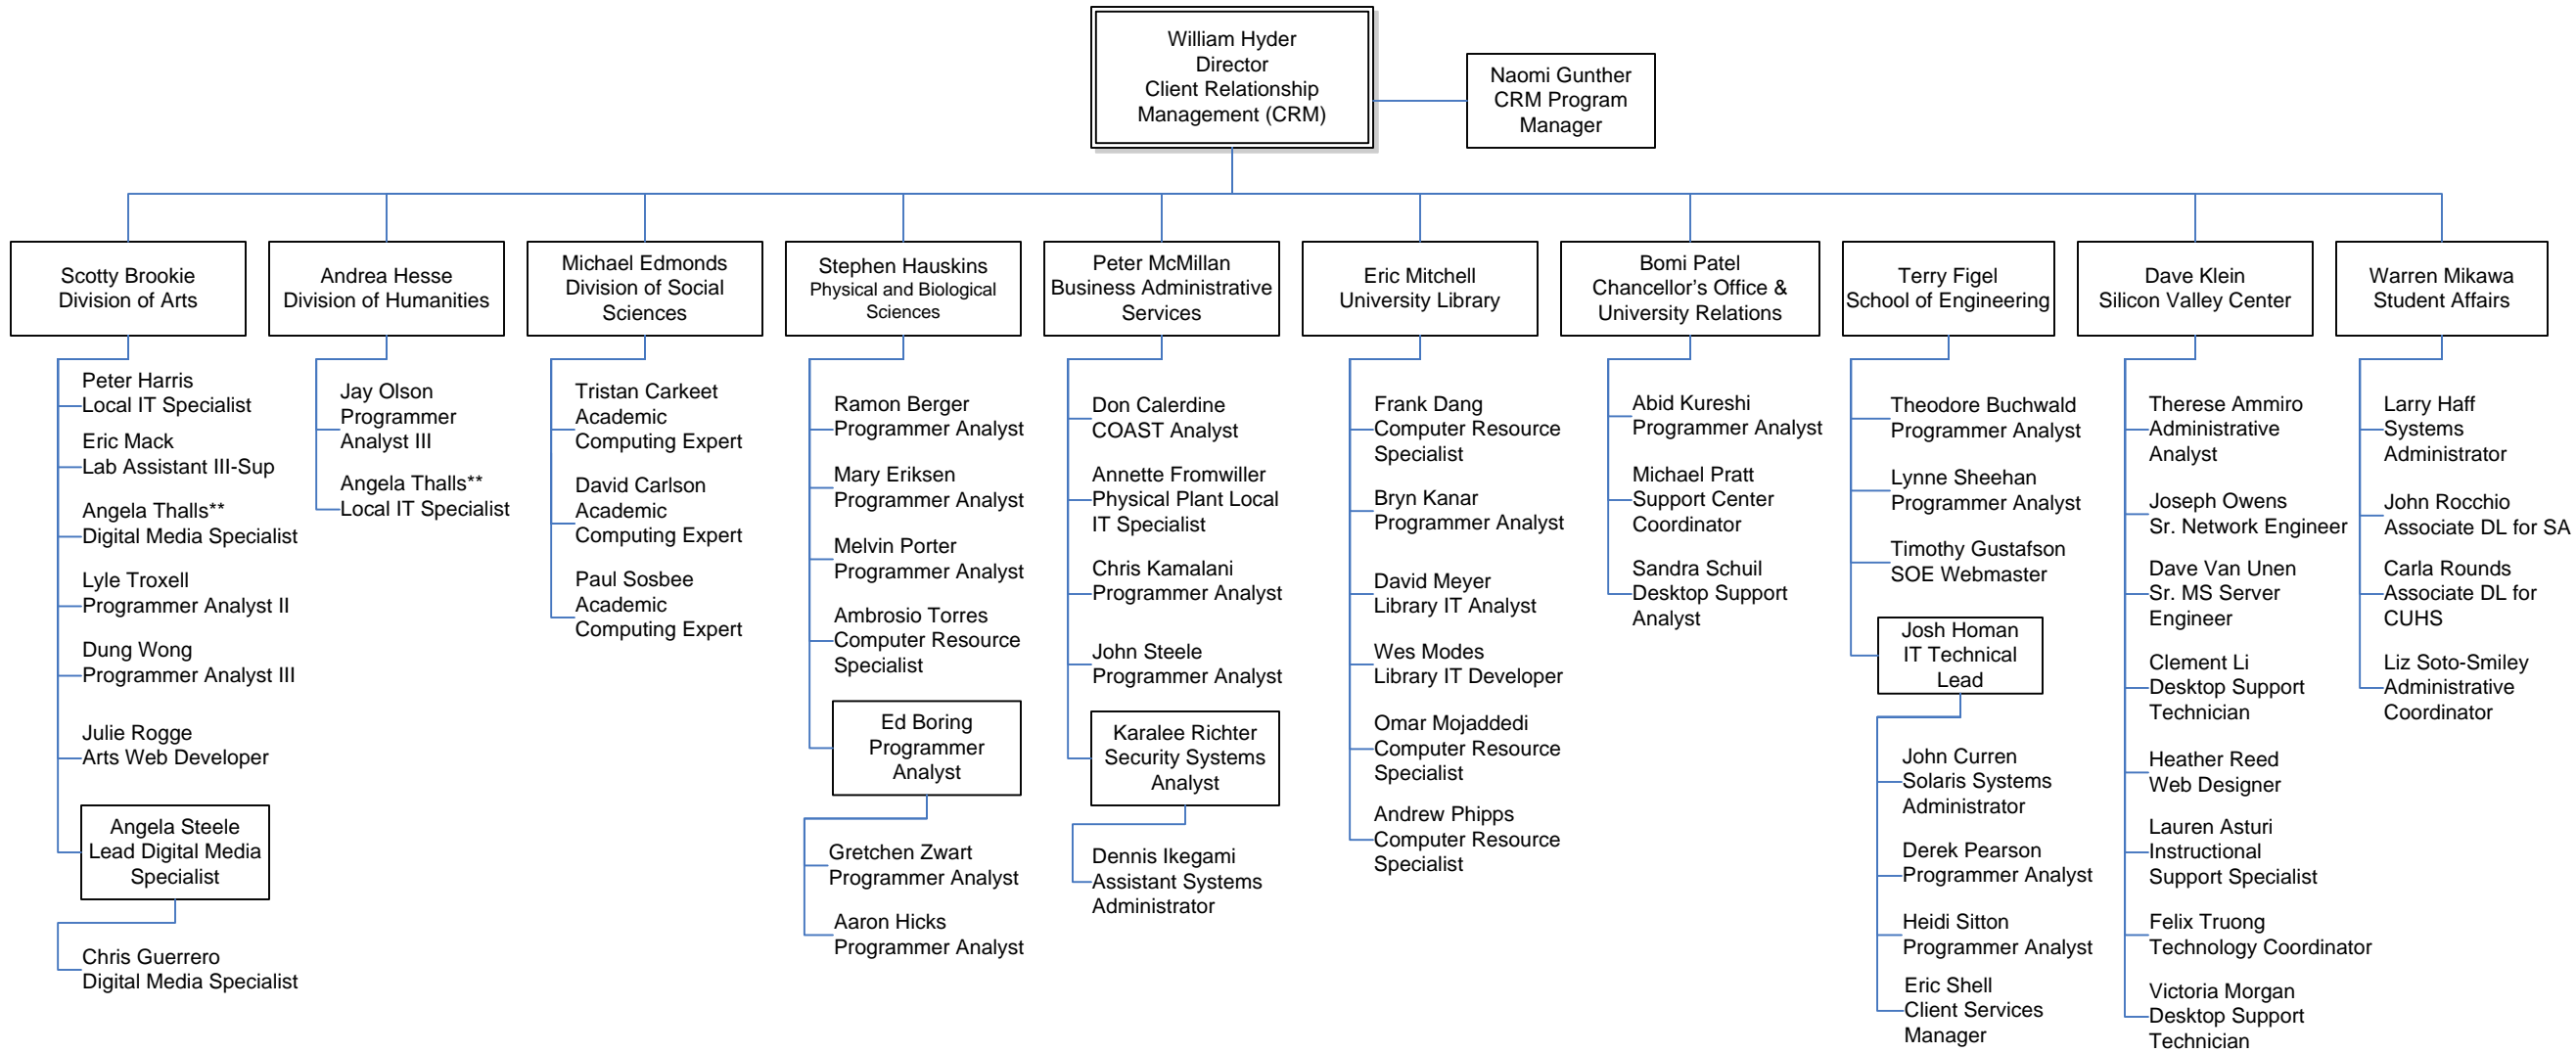 William Hyder
Director
Client Relationship
Management (CRM)
Naomi Gunther
CRM Program
Manager
Scotty Brookie
Division of Arts
Peter Harris
Local IT Specialist
Eric Mack
Lab Assistant III-Sup
Angela Thalls**
Digital Media Specialist
Lyle Troxell
Programmer Analyst II
Dung Wong
Programmer Analyst III
Julie Rogge
Arts Web Developer
Angela Steele
Lead Digital Media
Specialist
Chris Guerrero
Digital Media Specialist
Andrea Hesse
Division of Humanities
Jay Olson
Programmer
Analyst III
Angela Thalls**
Local IT Specialist
Michael Edmonds
Division of Social
Sciences
Tristan Carkeet
Academic
Computing Expert
David Carlson
Academic
Computing Expert
Paul Sosbee
Academic
Computing Expert
Stephen Hauskins
Physical and Biological
Sciences
Ramon Berger
Programmer Analyst
Mary Eriksen
Programmer Analyst
Melvin Porter
Programmer Analyst
Ambrosio Torres
Computer Resource
Specialist
Ed Boring
Programmer
Analyst
Gretchen Zwart
Programmer Analyst
Aaron Hicks
Programmer Analyst
Peter McMillan
Business Administrative
Services
Don Calerdine
COAST Analyst
Annette Fromwiller
Physical Plant Local
IT Specialist
Chris Kamalani
Programmer Analyst
John Steele
Programmer Analyst
Karalee Richter
Security Systems
Analyst
Dennis Ikegami
Assistant Systems
Administrator
Eric Mitchell
University Library
Frank Dang
Computer Resource
Specialist
Bryn Kanar
Programmer Analyst
David Meyer
Library IT Analyst
Wes Modes
Library IT Developer
Omar Mojaddedi
Computer Resource
Specialist
Andrew Phipps
Computer Resource
Specialist
Bomi Patel
Chancellor’s Office &
University Relations
Abid Kureshi
Programmer Analyst
Michael Pratt
Support Center
Coordinator
Sandra Schuil
Desktop Support
Analyst
Terry Figel
School of Engineering
Theodore Buchwald
Programmer Analyst
Lynne Sheehan
Programmer Analyst
Timothy Gustafson
SOE Webmaster
Josh Homan
IT Technical
Lead
John Curren
Solaris Systems
Administrator
Derek Pearson
Programmer Analyst
Heidi Sitton
Programmer Analyst
Eric Shell
Client Services
Manager
Dave Klein
Silicon Valley Center
Therese Ammiro
Administrative
Analyst
Joseph Owens
Sr. Network Engineer
Dave Van Unen
Sr. MS Server
Engineer
Clement Li
Desktop Support
Technician
Heather Reed
Web Designer
Lauren Asturi
Instructional
Support Specialist
Felix Truong
Technology Coordinator
Victoria Morgan
Desktop Support
Technician
Warren Mikawa
Student Affairs
Larry Haff
Systems
Administrator
John Rocchio
Associate DL for SA
Carla Rounds
Associate DL for
CUHS
Liz Soto-Smiley
Administrative
Coordinator